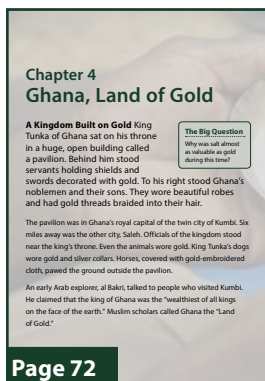 Chapter 4
Ghana, Land of Gold
A Kingdom Built on Gold King
Tunka of Ghana sat on his throne
in a huge, open building called
a pavilion. Behind him stood
servants holding shields and
swords decorated with gold. To his right stood Ghana's
noblemen and their sons. They wore beautiful robes
and had gold threads braided into their hair.
The Big Question
Why was salt almost
as valuable as gold
during this time?
The pavilion was in Ghana's royal capital of the twin city of Kumbi. Six
miles away was the other city, Saleh. Officials of the kingdom stood
near the king's throne. Even the animals wore gold. King Tunka's dogs
wore gold and silver collars. Horses, covered with gold-embroidered
cloth, pawed the ground outside the pavilion.
An early Arab explorer, al Bakri, talked to people who visited Kumbi.
He claimed that the king of Ghana was the "wealthiest of all kings
on the face of the earth." Muslim scholars called Ghana the "Land
of Gold."
Page 72